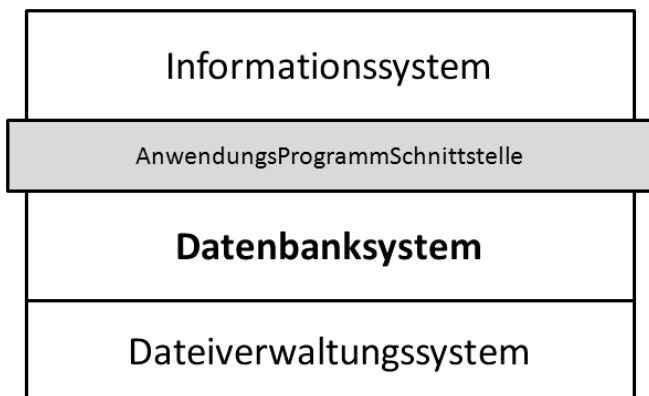 Informationssystem
AnwendungsProgrammSchnittstelle
Datenbanksystem
Dateiverwaltungssystem